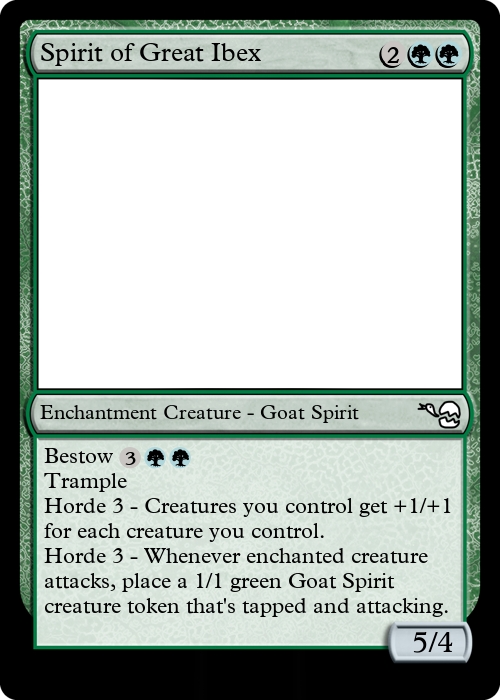 Spirit of Great Ibex 2
Enchantment Creature - Goat Spirit
Bestow 3
Trample
Horde 3 - Creatures you control get +1/+1
for each creature you control.
Horde 3 - Whenever enchanted creature
attacks, place a 1/1 green Goat Spirit
creature token that's tapped and attacking.
5/4